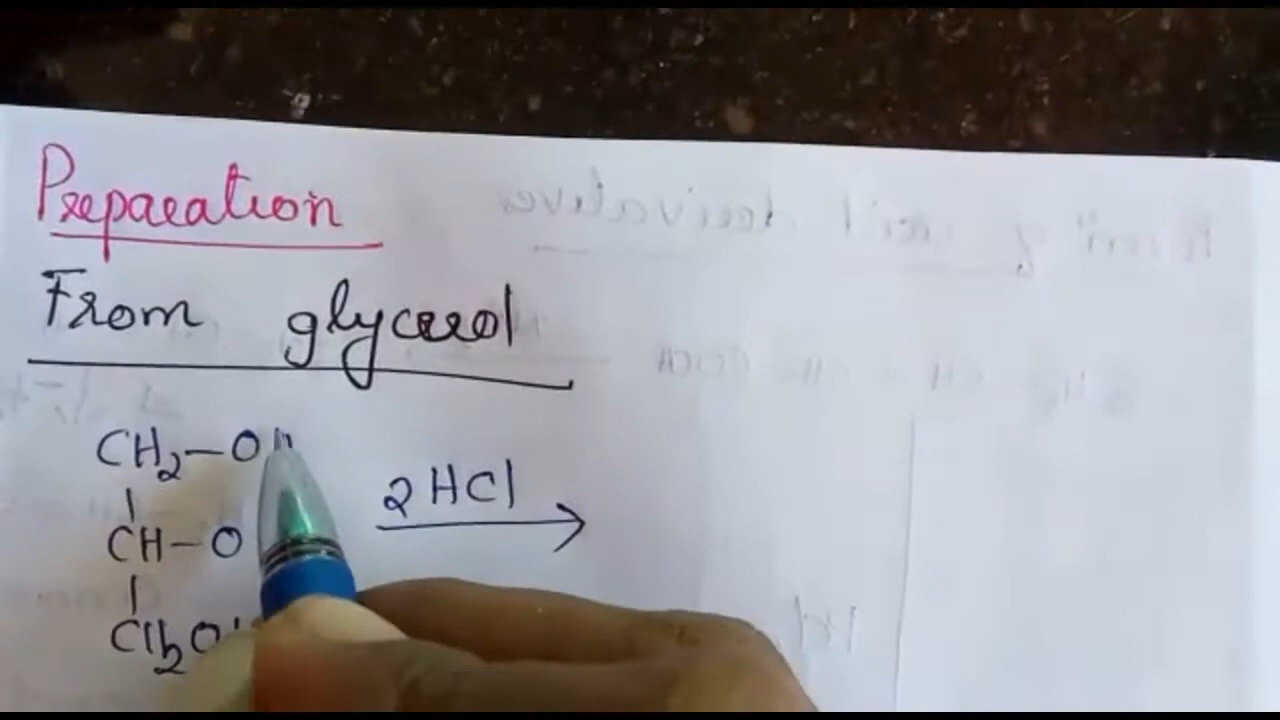 Preparation
From glycerol
CH2-OH
2HCl
CH-O
CH2O